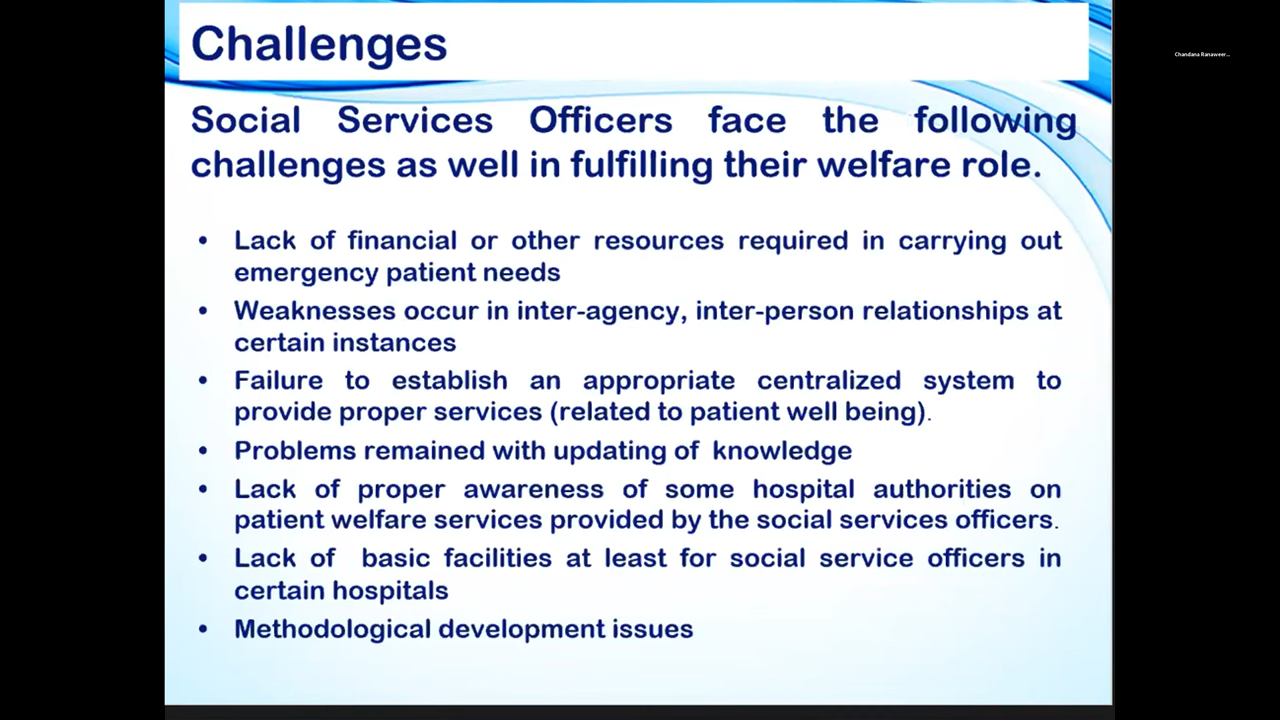 Challenges
Chandana Ranaweer...
Social Services Officers face the following
challenges as well in fulfilling their welfare role.
• Lack of financial or other resources required in carrying out
emergency patient needs
• Weaknesses occur in inter-agency, inter-person relationships at
certain instances
• Failure to establish an appropriate centralized system to
provide proper services (related to patient well being).
• Problems remained with updating of knowledge
• Lack of proper awareness of some hospital authorities on
patient welfare services provided by the social services officers.
• Lack of basic facilities at least for social service officers in
certain hospitals
• Methodological development issues